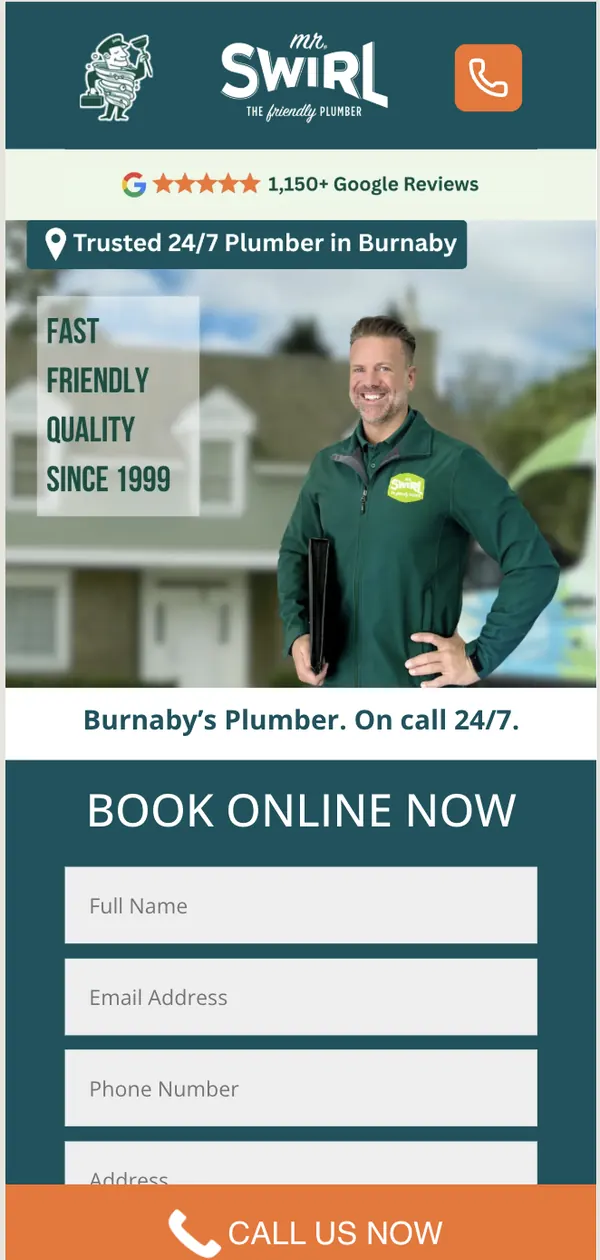 mr.
SWIRL
THE friendly PLUMBER
1,150+ Google Reviews
Trusted 24/7 Plumber in Burnaby
FAST
FRIENDLY
QUALITY
SINCE 1999
SWIRL
Burnaby’s Plumber. On call 24/7.
BOOK ONLINE NOW
Full Name
Email Address
Phone Number
Address
CALL US NOW